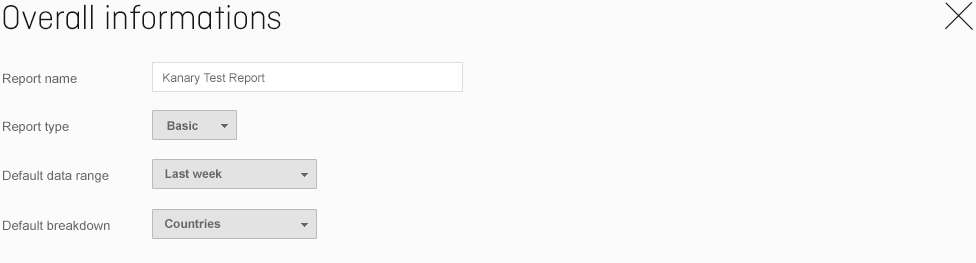 Overall informations
Report name Kanary Test Report
Report type Basic
Default data range Last week
Default breakdown Countries